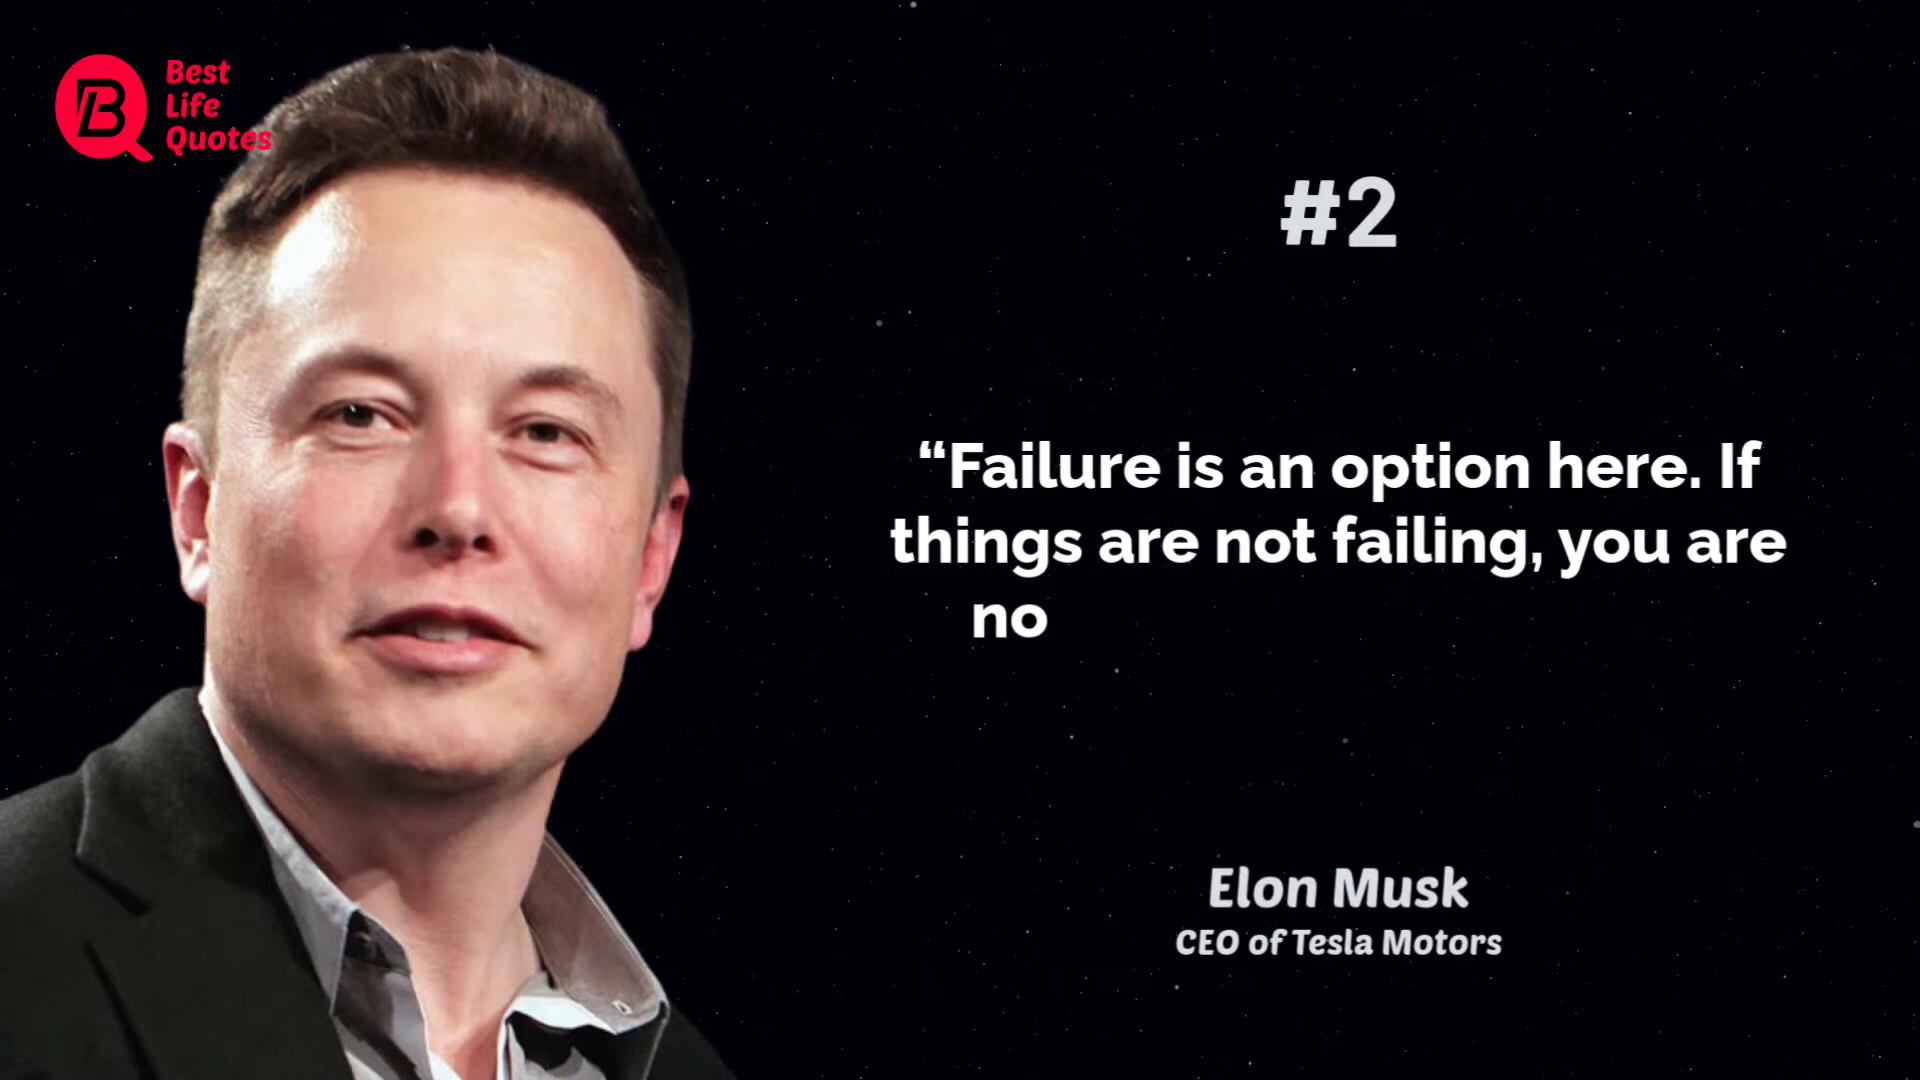 Best
Life
Quotes
#2
“Failure is an option here. If
things are not failing, you are
no
Elon Musk
CEO of Tesla Motors